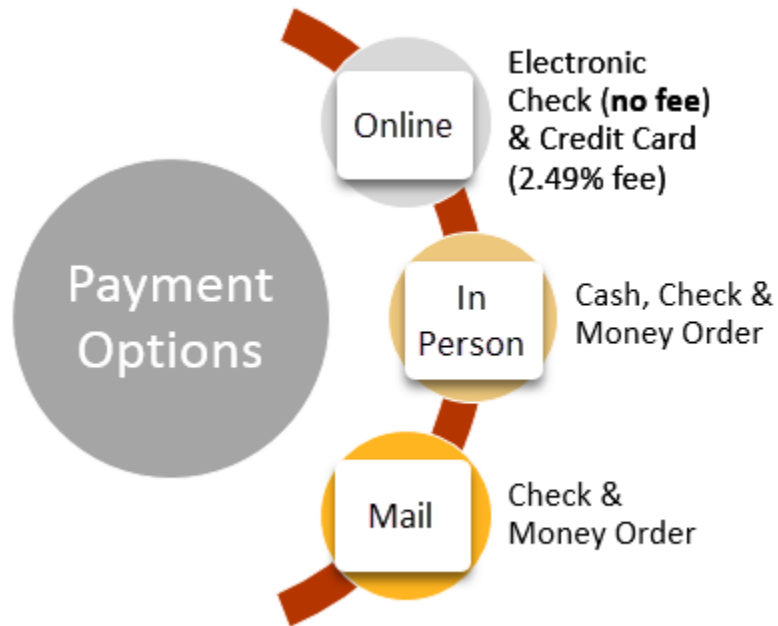 Payment
Options
Online
Electronic
Check (no fee)
& Credit Card
(2.49% fee)
In
Person
Cash, Check &
Money Order
Mail
Check &
Money Order